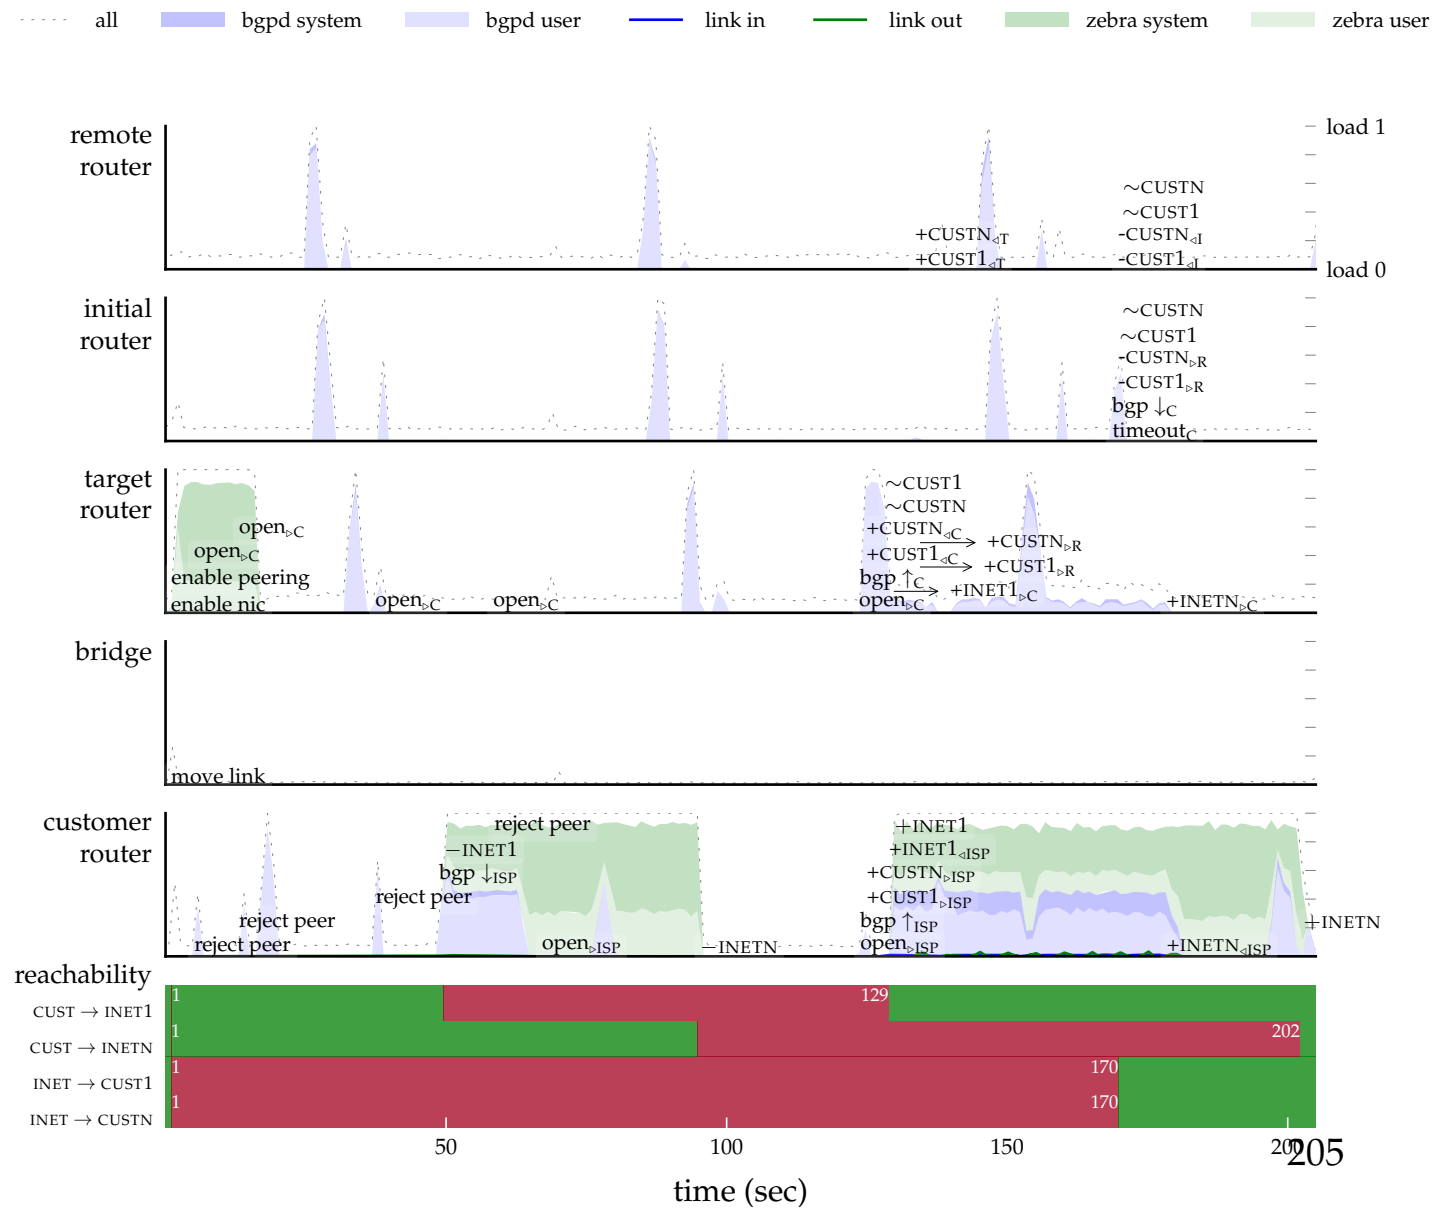 all bgpd system bgpd user link in link out zebra system zebra user
remote
router
load 1
∼CUSTN
∼CUST1
+CUSTN◃T -CUSTN◃I
+CUST1◃T -CUST1◃I
load 0
initial
router
∼CUSTN
∼CUST1
-CUSTN▹R
-CUST1▹R
bgp ↓C
timeoutC
target
router
∼CUST1
∼CUSTN
open▹C
+CUSTN◃C → +CUSTN▹R
open▹C
+CUST1◃C → +CUST1▹R
enable peering
bgp ↑C → +INET1▹C
enable nic open▹C open▹C open▹C +INETN▹C
bridge
move link
customer
router
reject peer +INET1
−INET1 +INET1◃ISP
bgp ↓ISP +CUSTN▹ISP
reject peer +CUST1▹ISP
reject peer bgp ↑ISP +INETN
reject peer open▹ISP −INETN open▹ISP +INETN◃ISP
reachability
CUST → INET1 1 129
CUST → INETN 1 202
INET → CUST1 1 170
INET → CUSTN 1 170
50 100 150 200 205
time (sec)